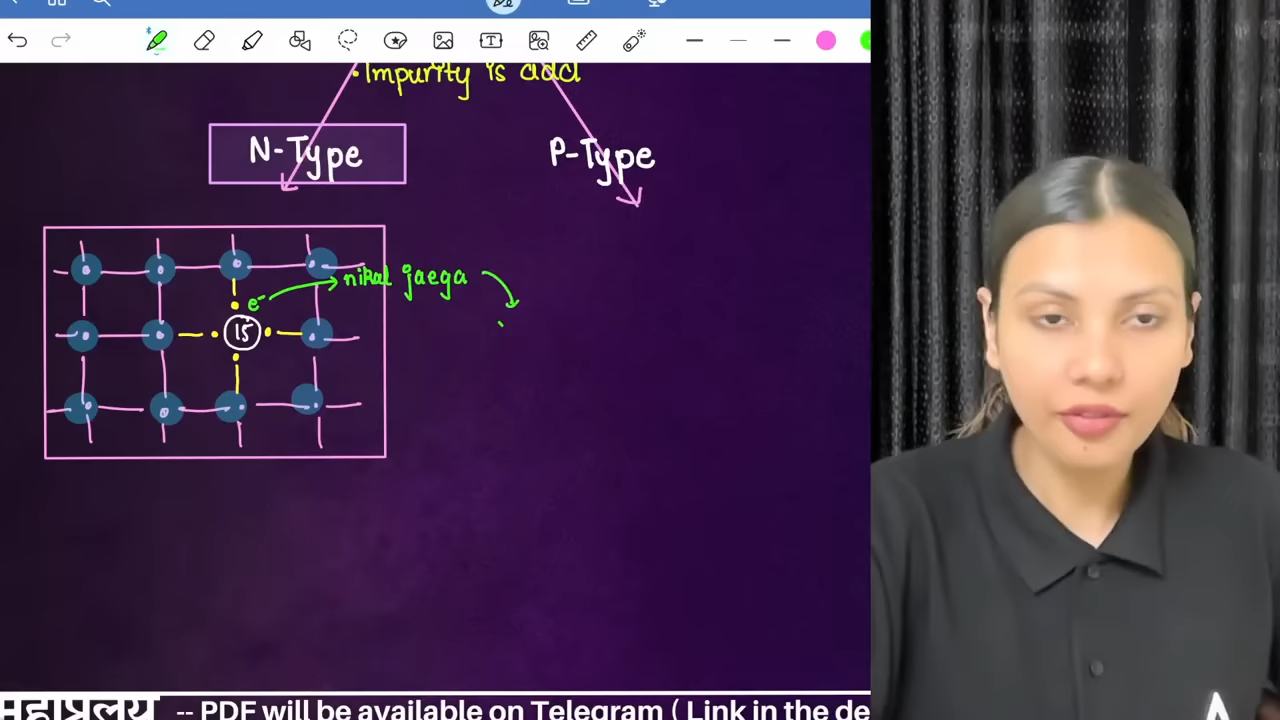 • Impurity is add
N-Type
P-Type
e⁻
nikal jaega
15
महाप्रलय -- PDF will be available on Telegram ( Link in the de